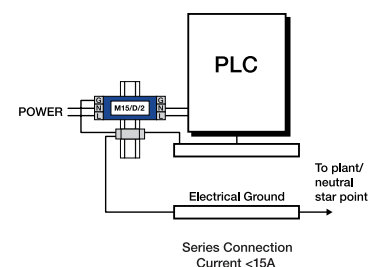 PLC
G
N
L
M15/D/2
G
N
L
POWER
To plant/
neutral
star point
Electrical Ground
Series Connection
Current <15A